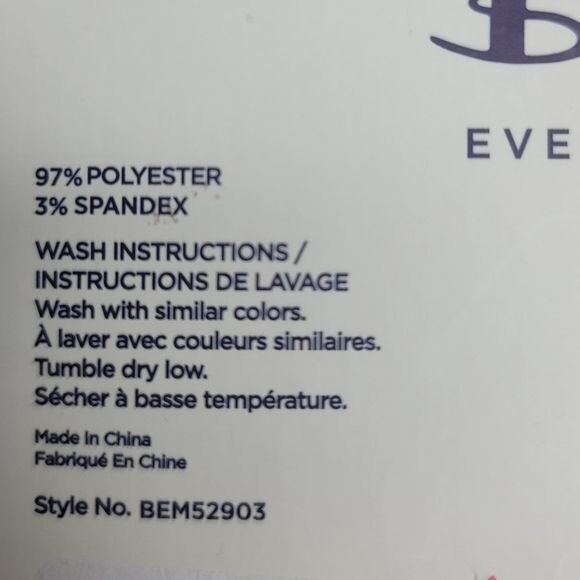 EVE
97% POLYESTER
3% SPANDEX
WASH INSTRUCTIONS /
INSTRUCTIONS DE LAVAGE
Wash with similar colors.
À laver avec couleurs similaires.
Tumble dry low.
Sécher à basse température.
Made In China
Fabriqué En Chine
Style No. BEM52903